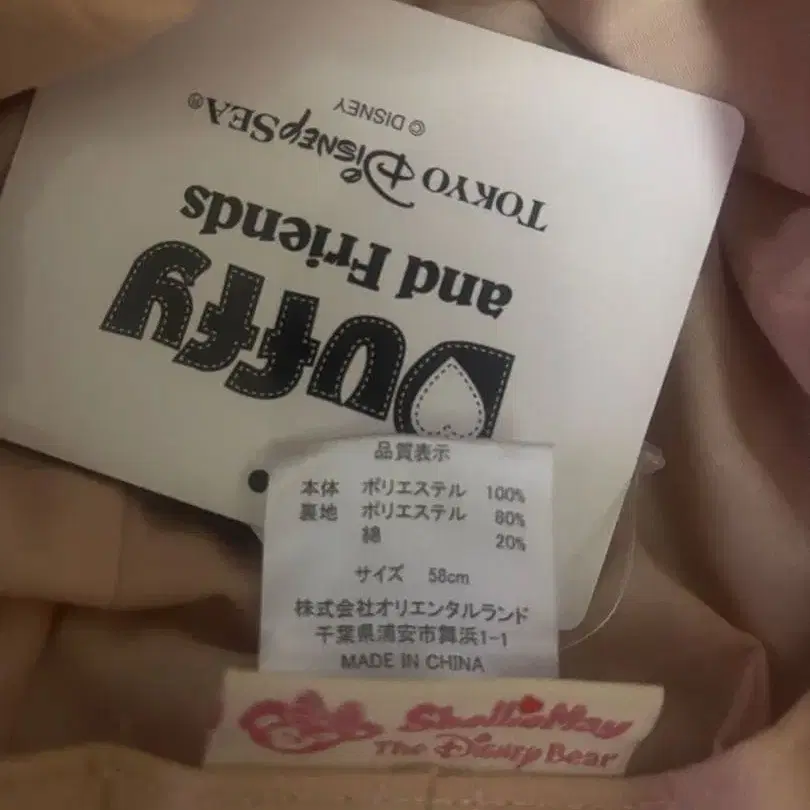 Duffy
and Friends
TOKYO DISNEYSEA®
© DISNEY
品質表示
本体 ポリエステル 100%
裏地 ポリエステル 80%
綿 20%
サイズ 58cm
株式会社オリエンタルランド
千葉県浦安市舞浜1-1
MADE IN CHINA
ShellieMay
The Disney Bear